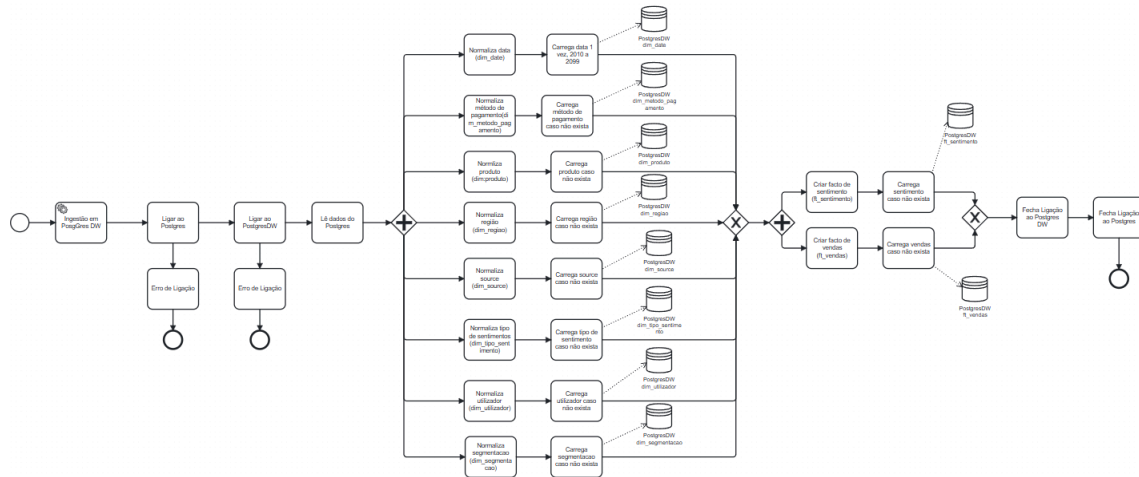 Ingestão em
PosgGres DW
Ligar ao
Postgres
Ligar ao
PostgresDW
Lê dados do
Postgres
Erro de Ligação
Erro de Ligação
Normaliza data
(dim_date)
Carrega data 1
vez, 2010 a
2099
PostgresDW
dim_date
Normaliza
método de
pagamento(di
m_metodo_pag
amento)
Carrega
método de
pagamento
caso não exista
PostgresDW
dim_metodo_pag
amento
Normliza
produto
(dim:produto)
Carrega
produto caso
não exista
PostgresDW
dim_produto
Normaliza
região
(dim_regiao)
Carrega região
caso não exista
PostgresDW
dim_regiao
Normaliza
source
(dim_source)
Carrega source
caso não exista
PostgresDW
dim_source
Normaliza tipo
de sentimentos
(dim_tipo_sent
imento)
Carrega tipo de
sentimento
caso não exista
PostgresDW
dim_tipo_sentime
nto
Normaliza
utilizador
(dim_utilizador)
Carrega
utilizador caso
não exista
PostgresDW
dim_utilizador
Normaliza
segmentacao
(dim_segmenta
cao)
Carrega
segmentacao
caso não exista
PostgresDW
dim_segmentacao
Criar facto de
sentimento
(ft_sentimento)
Carrega
sentimento
caso não exista
PostgresDW
ft_sentimento
Criar facto de
vendas
(ft_vendas)
Carrega vendas
caso não exista
PostgresDW
ft_vendas
Fecha Ligação
ao Postgres
DW
Fecha Ligação
ao Postgres